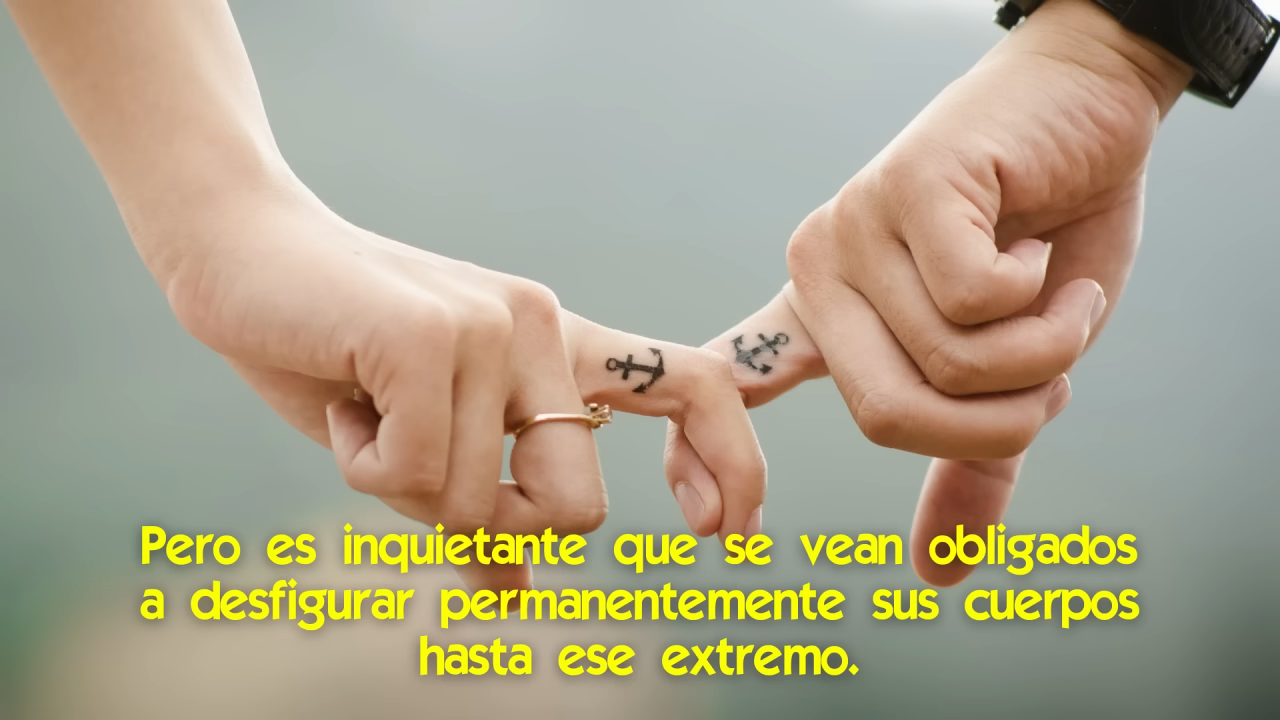 Pero es inquietante que se vean obligados
a desfigurar permanentemente sus cuerpos
hasta ese extremo.